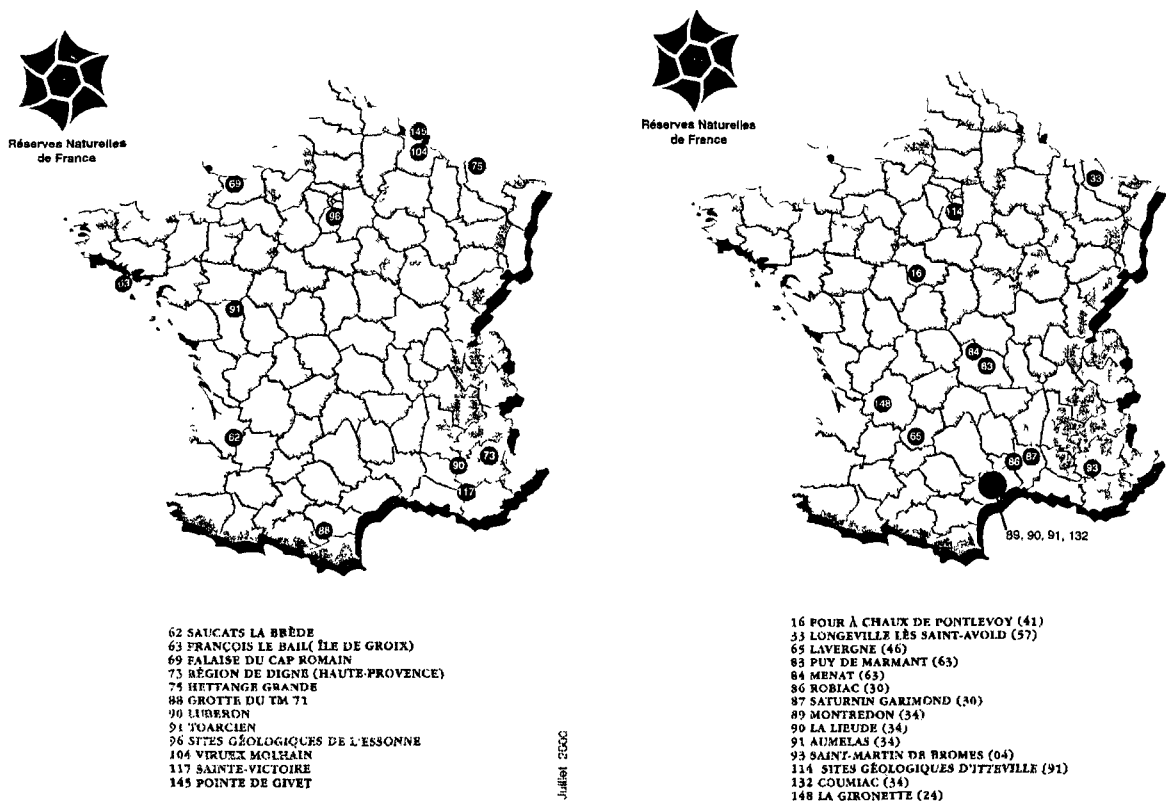 Réserves Naturelles
de France
145
104
75
69
96
63
91
62
73
90
117
88
62 SAUCATS LA BRÈDE
63 FRANÇOIS LE BAIL( ÎLE DE GROIX)
69 FALAISE DU CAP ROMAIN
73 RÉGION DE DIGNE (HAUTE-PROVENCE)
75 HETTANGE GRANDE
88 GROTTE DU TM 71
90 LUBERON
91 TOARCIEN
96 SITES GÉOLOGIQUES DE L'ESSONNE
104 VIRUEX MOLHAIN
117 SAINTE-VICTOIRE
145 POINTE DE GIVET
Juillet 2000
Réserves Naturelles
de France
33
114
16
84
83
148
65
86
87
93
89, 90, 91, 132
16 FOUR À CHAUX DE PONTLEVOY (41)
33 LONGEVILLE LÈS SAINT-AVOLD (57)
65 LAVERGNE (46)
83 PUY DE MARMANT (63)
84 MENAT (63)
86 ROBIAC (30)
87 SATURNIN GARIMOND (30)
89 MONTREDON (34)
90 LA LIEUDE (34)
91 AUMELAS (34)
93 SAINT-MARTIN DE BROMES (04)
114 SITES GÉOLOGIQUES D'ITTEVILLE (91)
132 COUMIAC (34)
148 LA GIRONETTE (24)